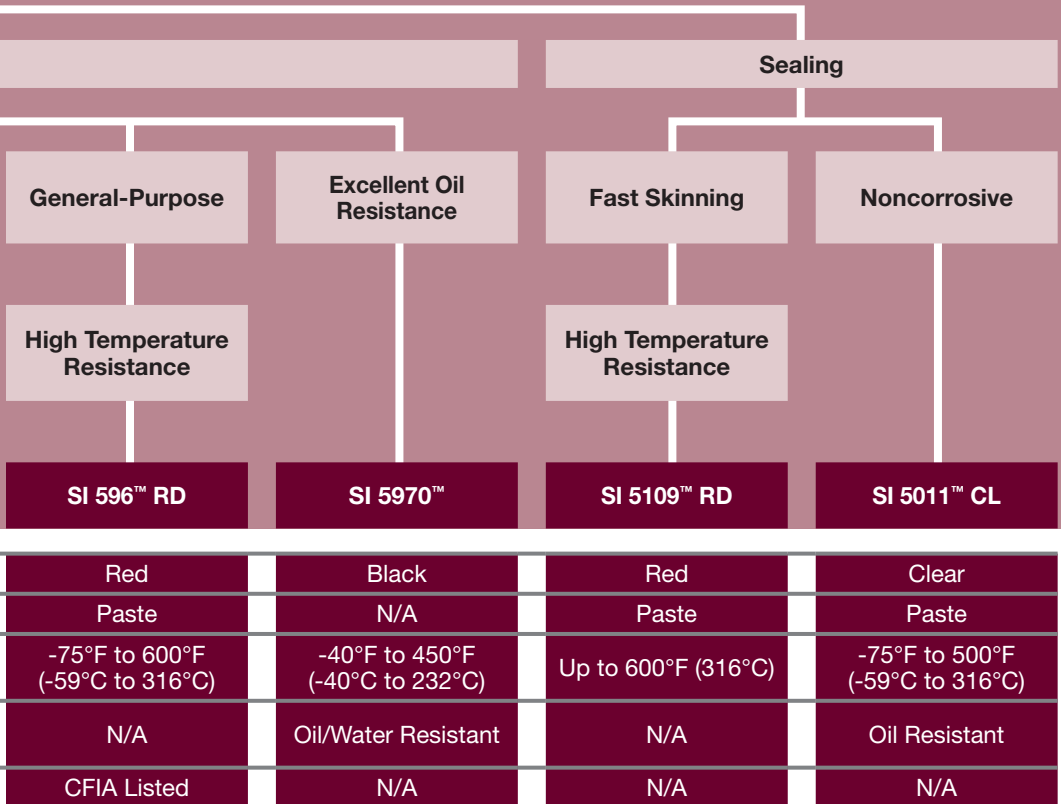 Sealing
General-Purpose
Excellent Oil
Resistance
Fast Skinning
Noncorrosive
High Temperature
Resistance
High Temperature
Resistance
SI 596™ RD
SI 5970™
SI 5109™ RD
SI 5011™ CL
Red
Black
Red
Clear
Paste
N/A
Paste
Paste
-75°F to 600°F
(-59°C to 316°C)
-40°F to 450°F
(-40°C to 232°C)
Up to 600°F (316°C)
-75°F to 500°F
(-59°C to 316°C)
N/A
Oil/Water Resistant
N/A
Oil Resistant
CFIA Listed
N/A
N/A
N/A